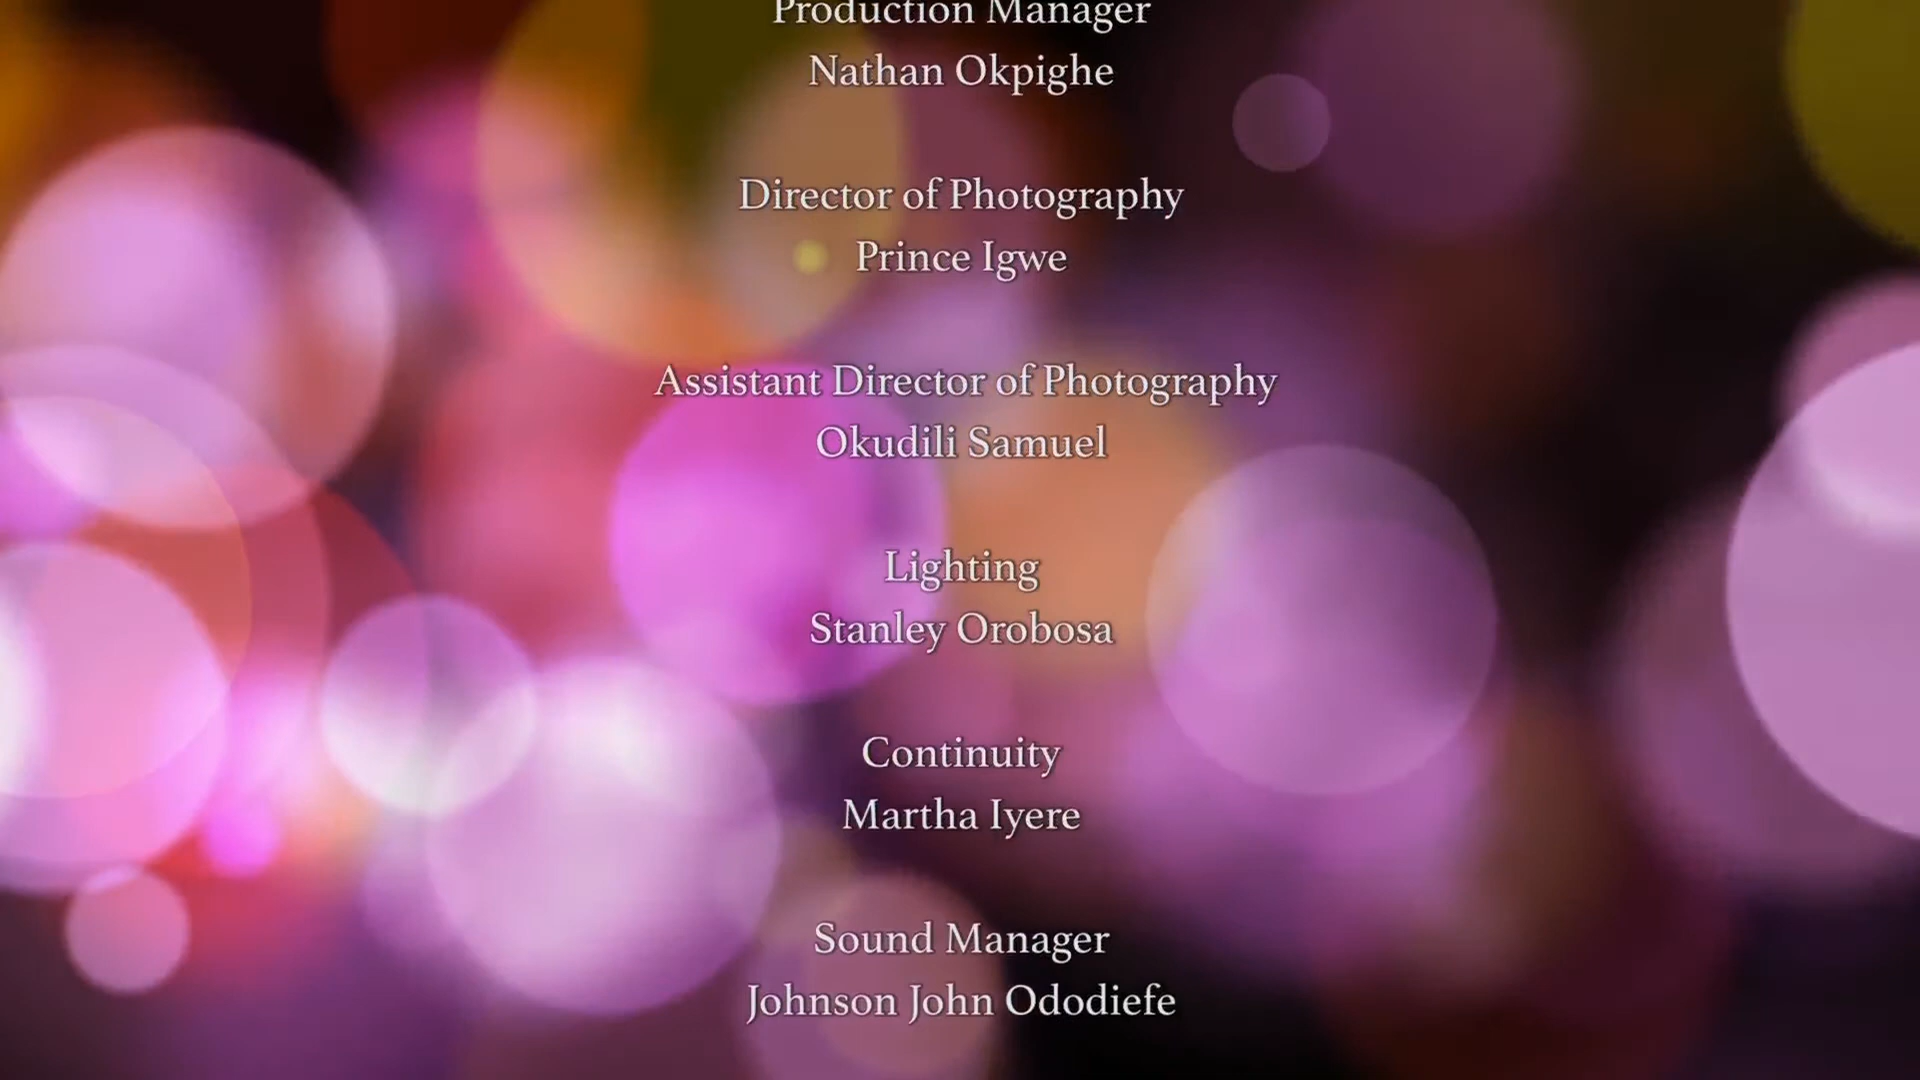 Production Manager
Nathan Okpighe
Director of Photography
Prince Igwe
Assistant Director of Photography
Okudili Samuel
Lighting
Stanley Orobosa
Continuity
Martha Iyere
Sound Manager
Johnson John Ododiefe